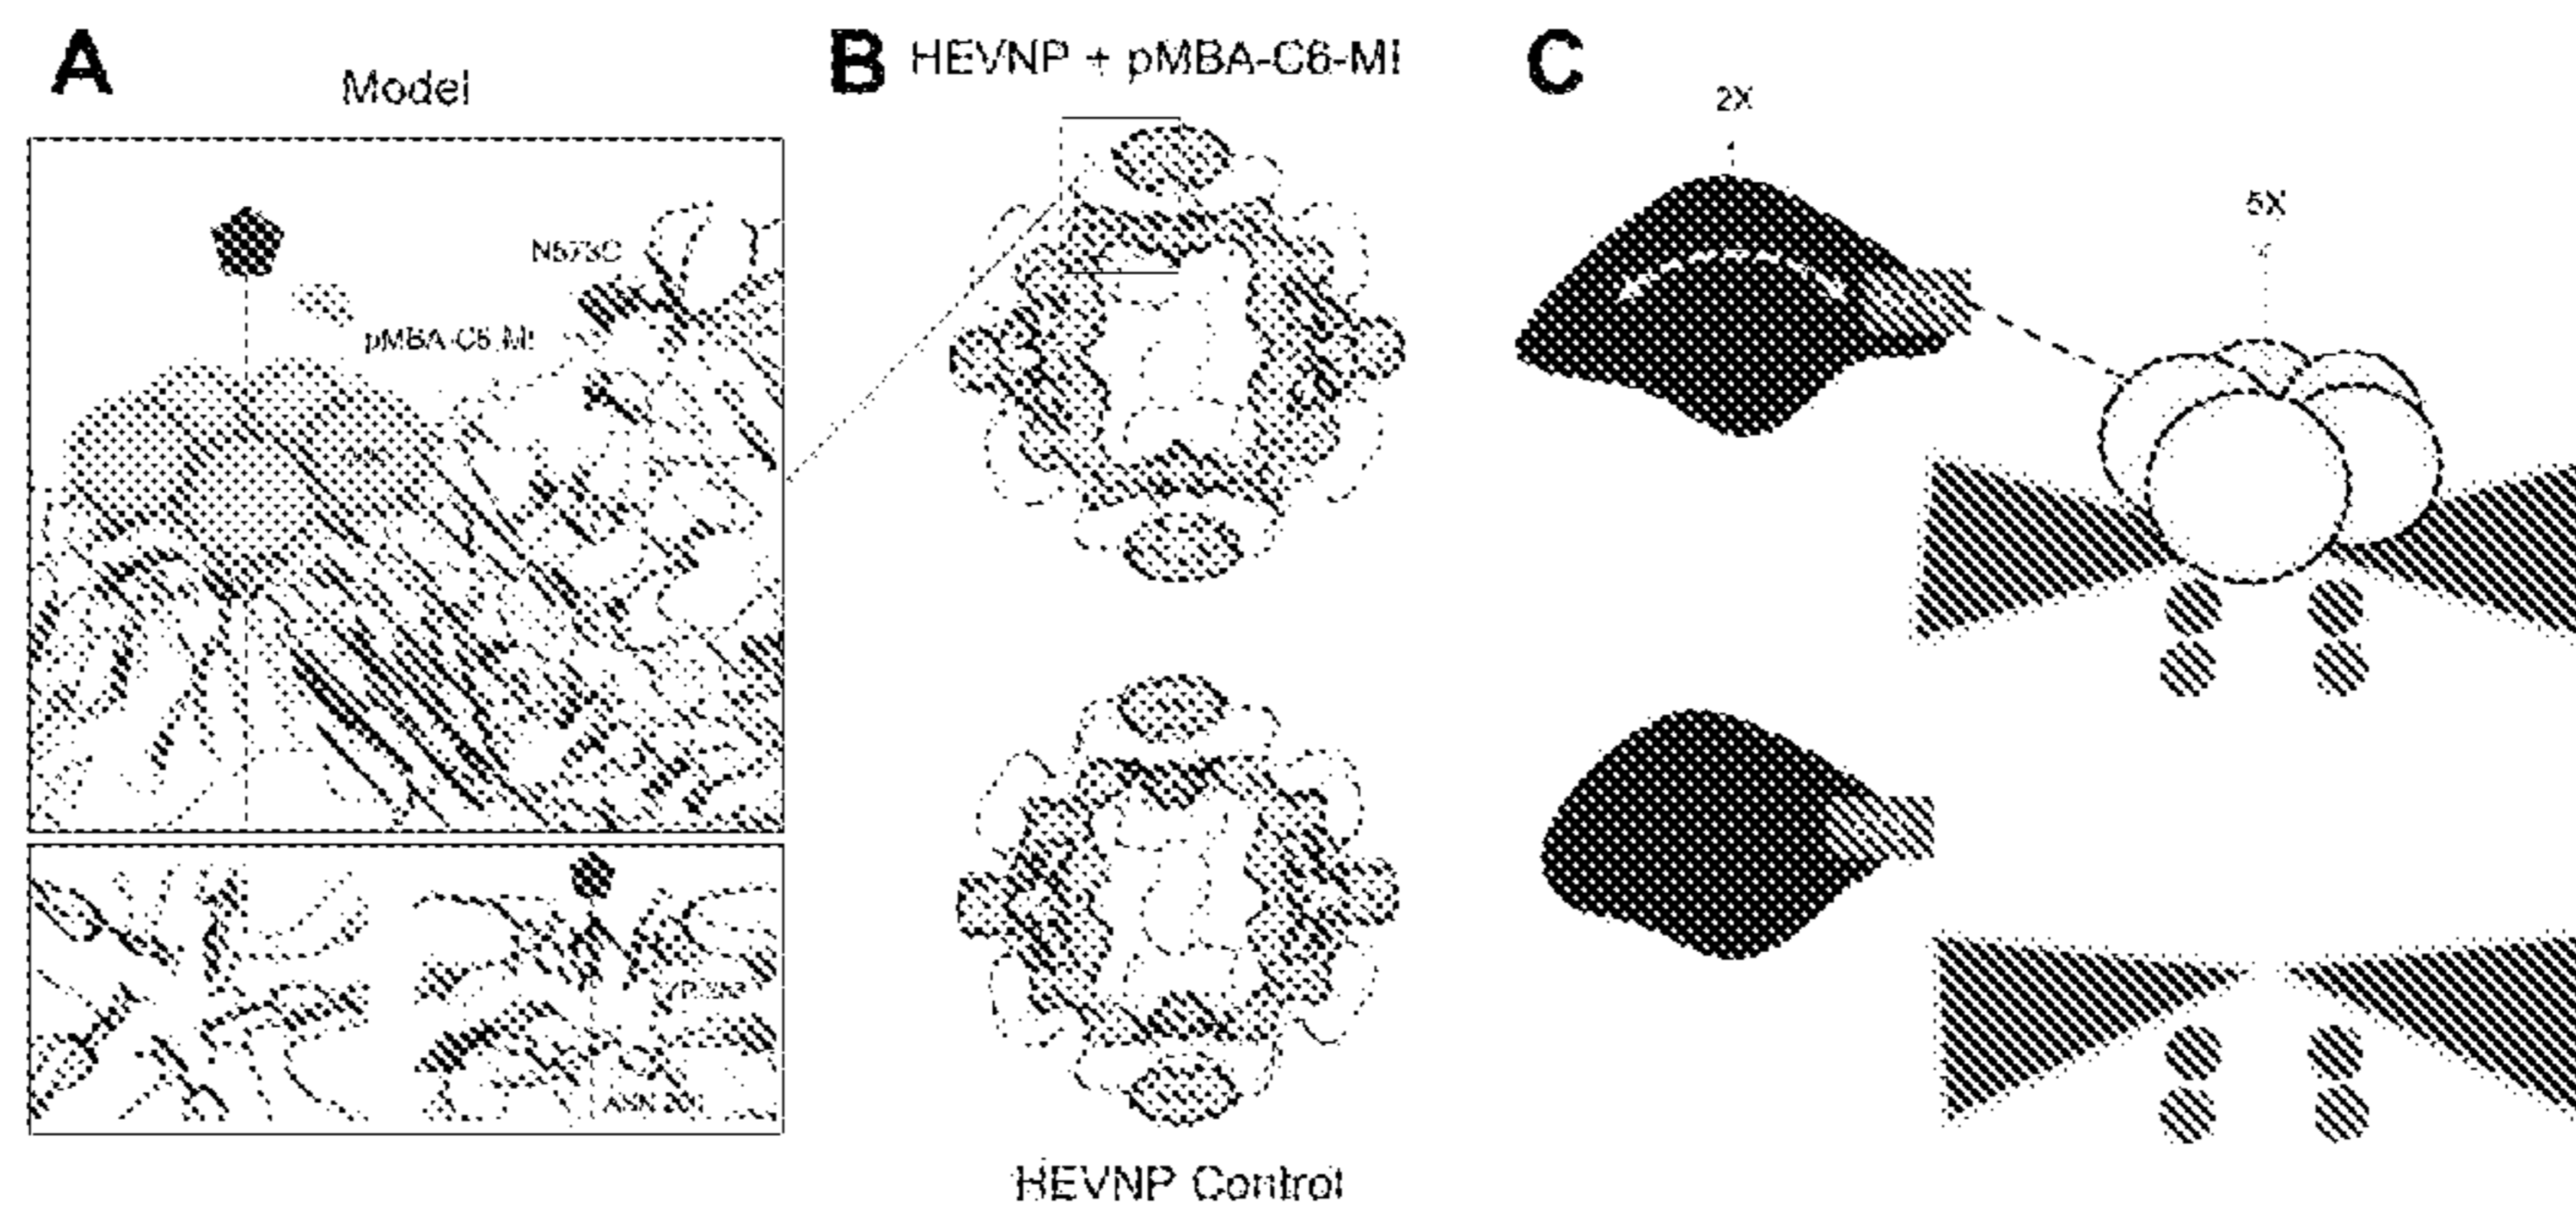 A
Model
N573C
pMBA-C6-MI
B
HEVNP + pMBA-C6-MI
HEVNP Control
C
2X
5X